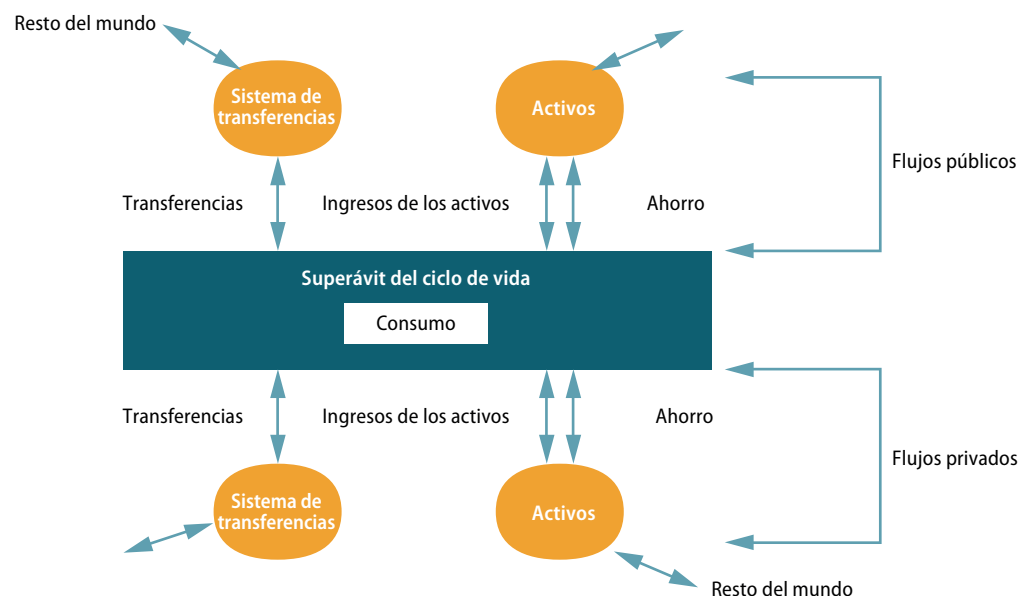 Resto del mundo
Sistema de
transferencias
Activos
Flujos públicos
Transferencias
Ingresos de los activos
Ahorro
Superávit del ciclo de vida
Consumo
Transferencias
Ingresos de los activos
Ahorro
Flujos privados
Sistema de
transferencias
Activos
Resto del mundo